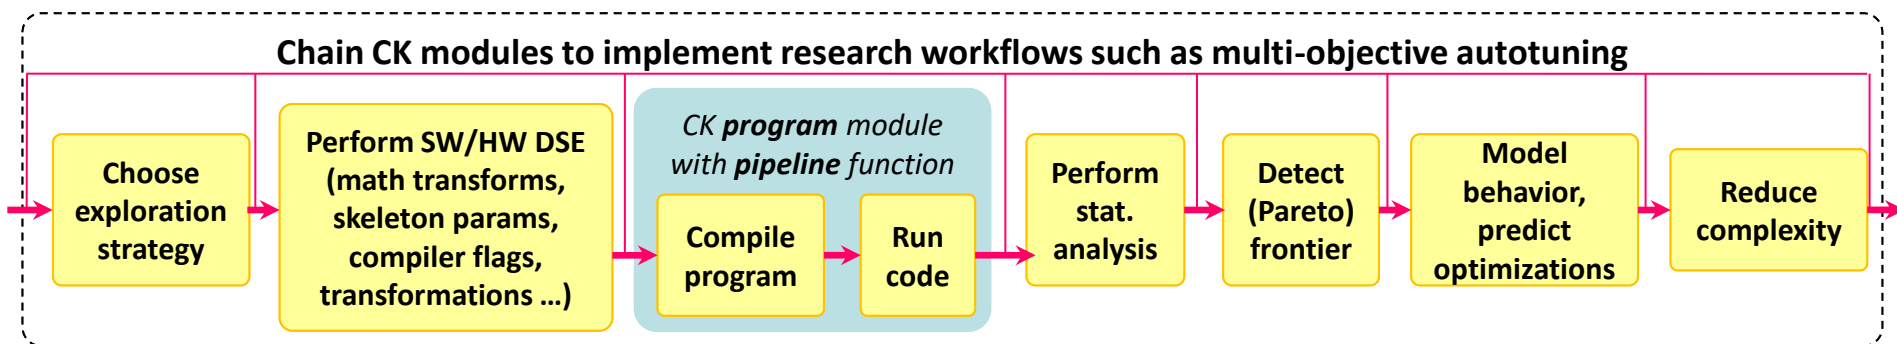 Chain CK modules to implement research workflows such as multi-objective autotuning
Choose
exploration
strategy
Perform SW/HW DSE
(math transforms,
skeleton params,
compiler flags,
transformations ...)
CK program module
with pipeline function
Compile
program
Run
code
Perform
stat.
analysis
Detect
(Pareto)
frontier
Model
behavior,
predict
optimizations
Reduce
complexity